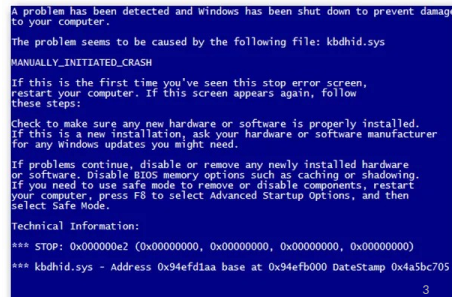 A problem has been detected and Windows has been shut down to prevent damage
to your computer.
The problem seems to be caused by the following file: kbdhid.sys
MANUALLY_INITIATED_CRASH
If this is the first time you've seen this stop error screen,
restart your computer. If this screen appears again, follow
these steps:
Check to make sure any new hardware or software is properly installed.
If this is a new installation, ask your hardware or software manufacturer
for any Windows updates you might need.
If problems continue, disable or remove any newly installed hardware
or software. Disable BIOS memory options such as caching or shadowing.
If you need to use safe mode to remove or disable components, restart
your computer, press F8 to select Advanced Startup Options, and then
select Safe Mode.
Technical Information:
*** STOP: 0x000000e2 (0x00000000, 0x00000000, 0x00000000, 0x00000000)
*** kbdhid.sys - Address 0x94efd1aa base at 0x94efb000 DateStamp 0x4a5bc705
3